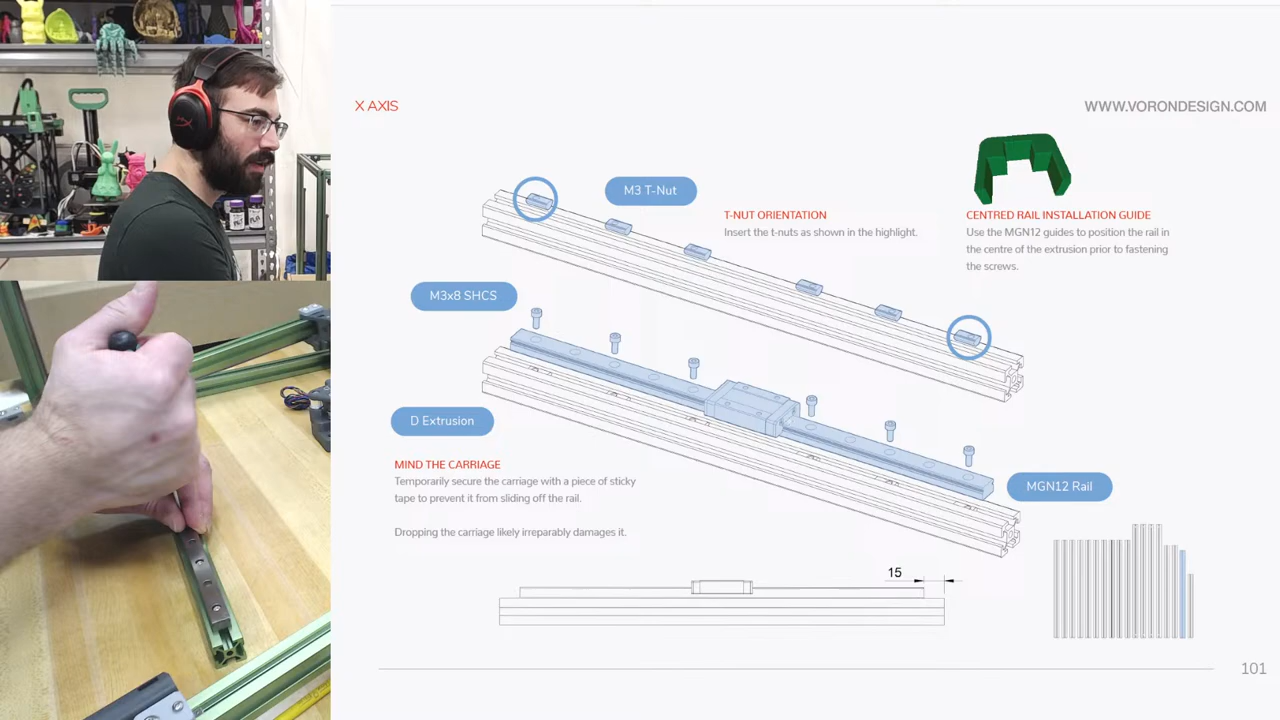 X AXIS
WWW.VORONDESIGN.COM
M3 T-Nut
T-NUT ORIENTATION
Insert the t-nuts as shown in the highlight.
CENTRED RAIL INSTALLATION GUIDE
Use the MGN12 guides to position the rail in
the centre of the extrusion prior to fastening
the screws.
M3x8 SHCS
D Extrusion
MIND THE CARRIAGE
Temporarily secure the carriage with a piece of sticky
tape to prevent it from sliding off the rail.
Dropping the carriage likely irreparably damages it.
MGN12 Rail
15
101